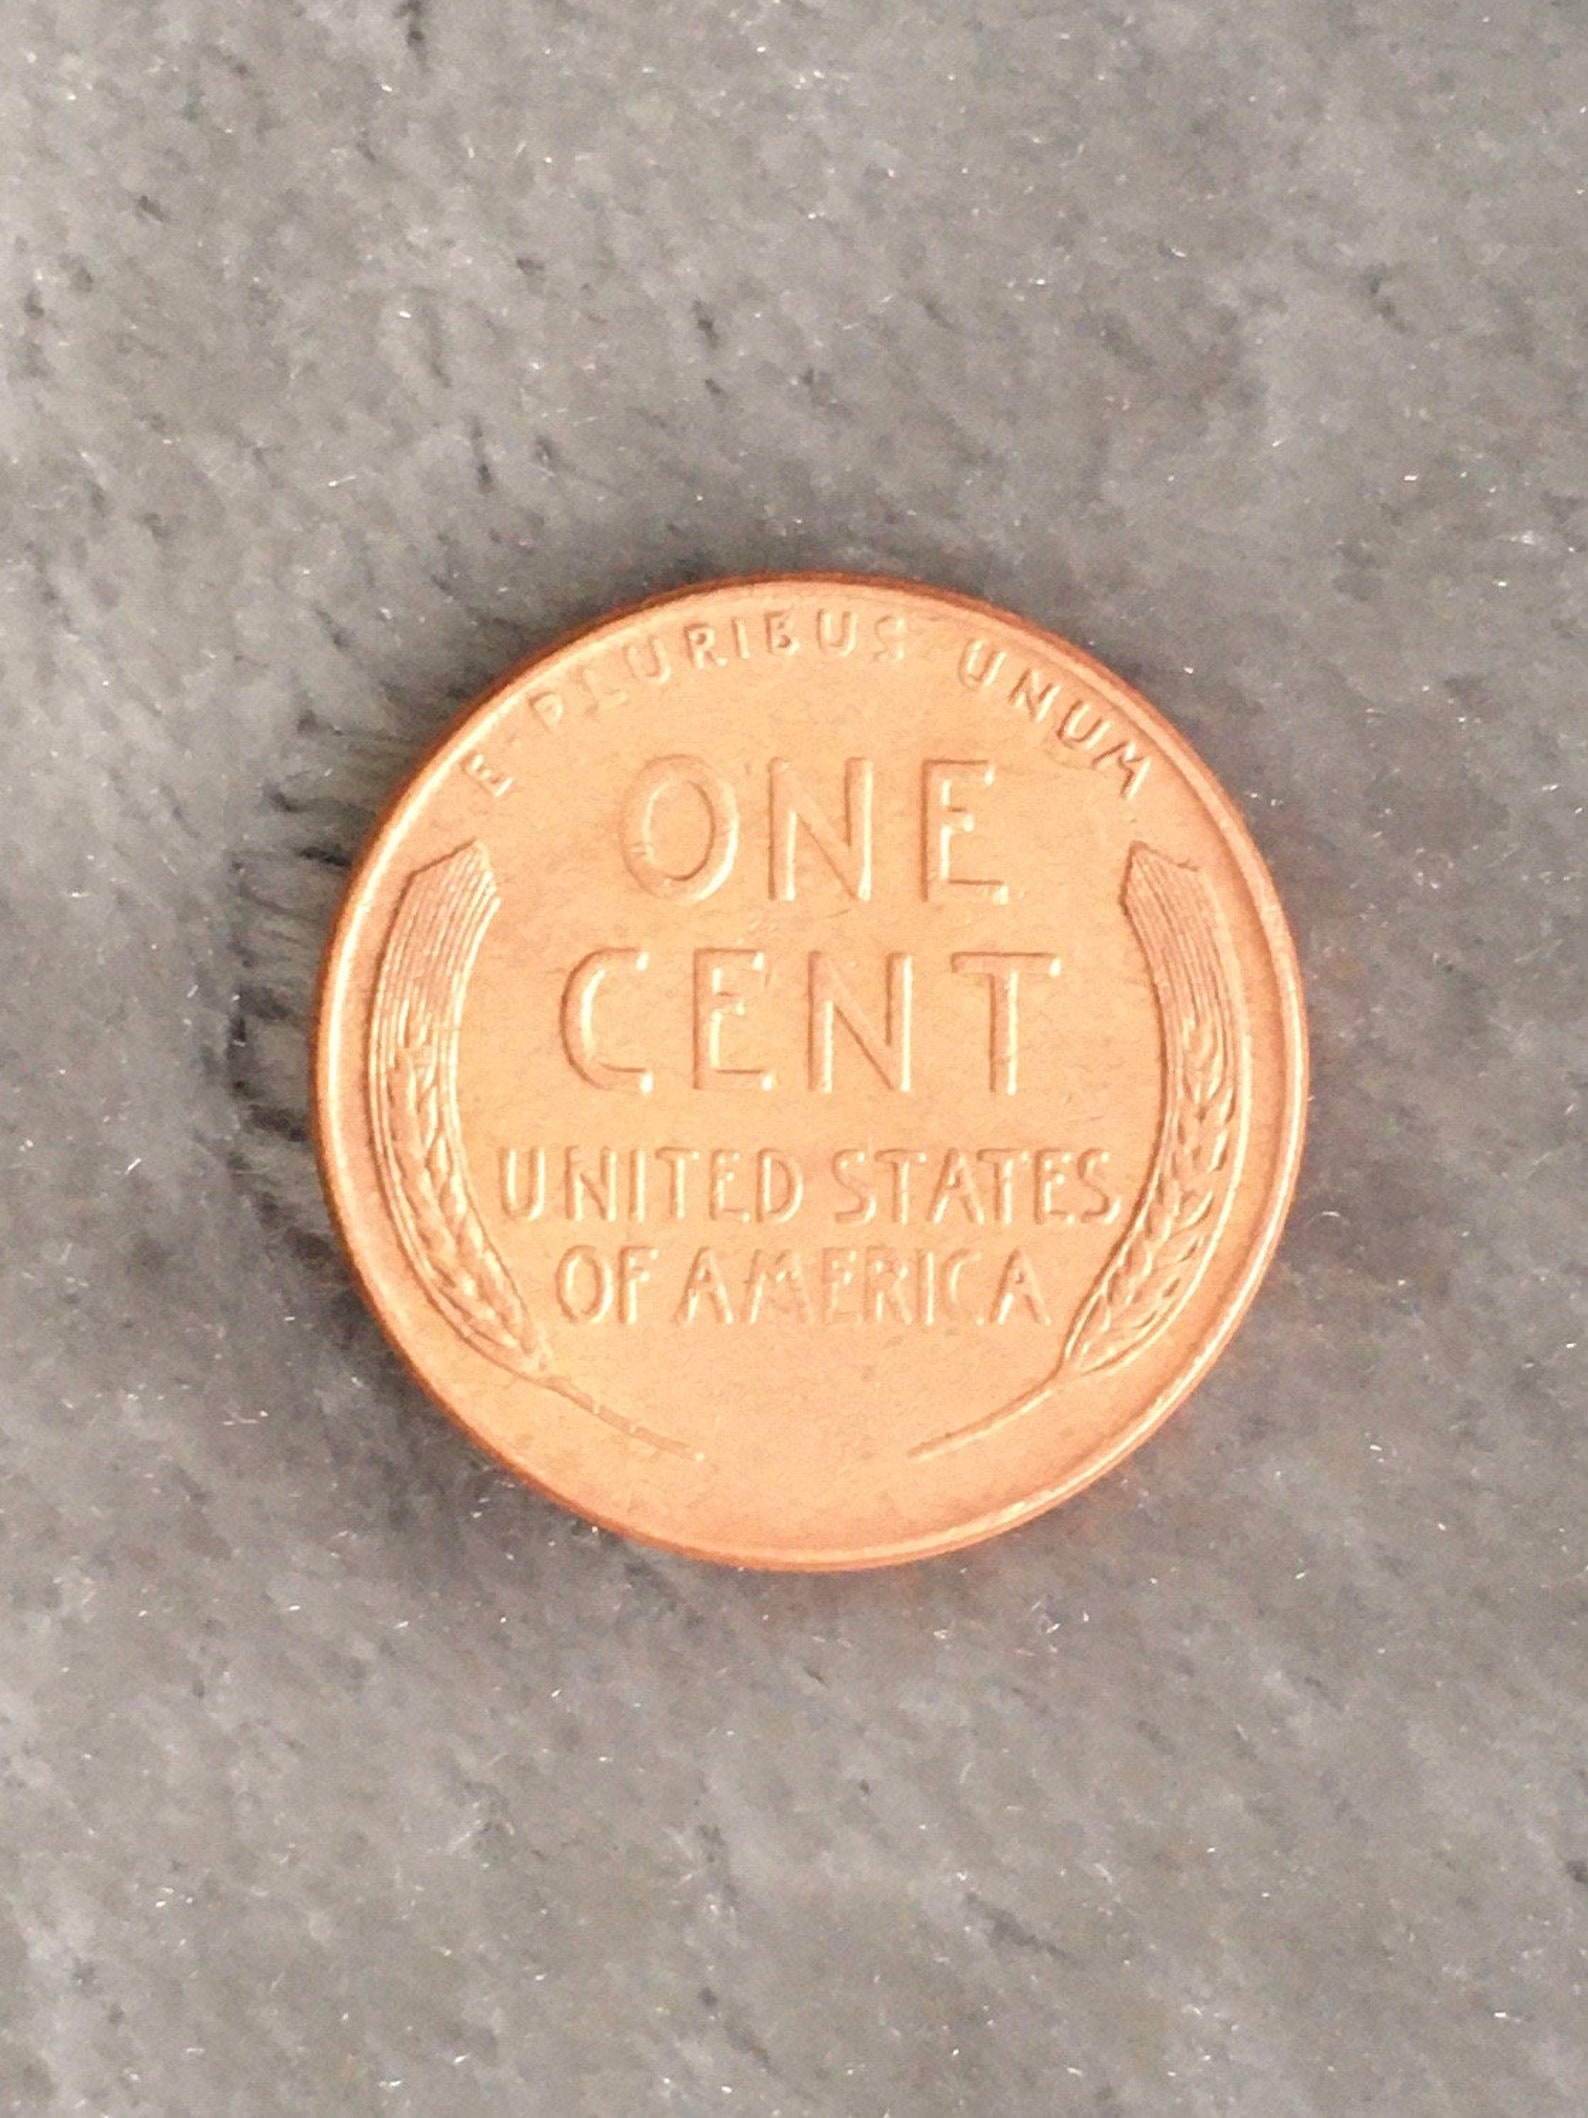 E·PLURIBUS·UNUM
ONE
CENT
UNITED STATES
OF AMERICA